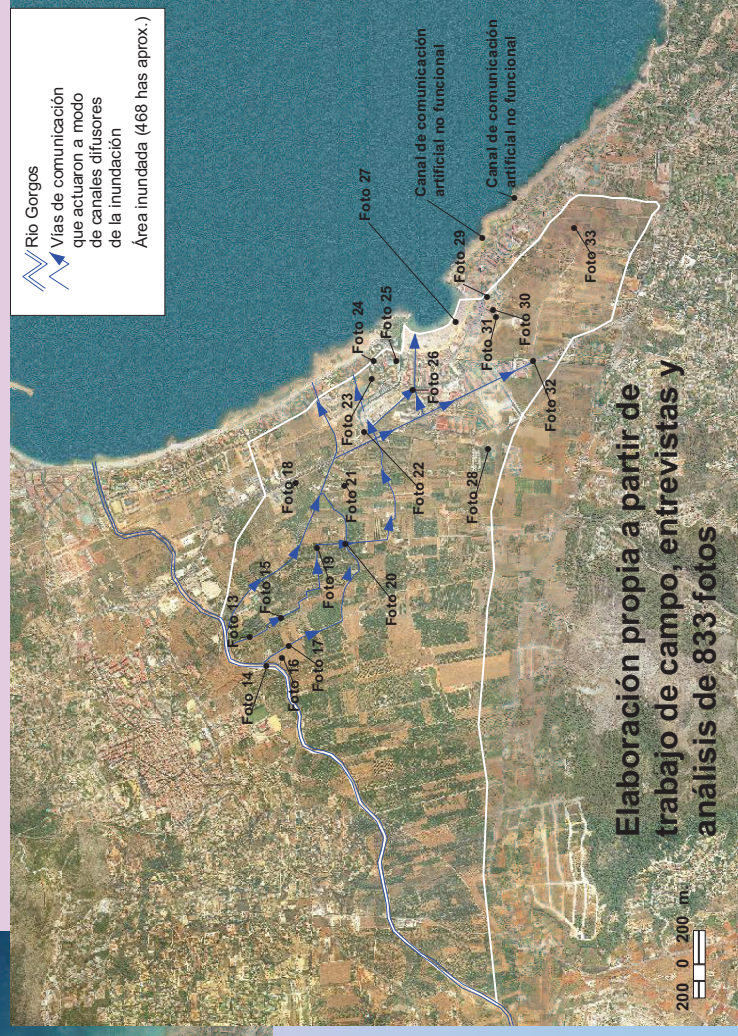 Rio Gorgos
Vías de comunicación
que actuaron a modo
de canales difusores
de la inundación
Área inundada (468 has aprox.)
Foto 13
Foto 14
Foto 15
Foto 16
Foto 17
Foto 18
Foto 19
Foto 20
Foto 21
Foto 22
Foto 23
Foto 24
Foto 25
Foto 26
Foto 27
Foto 28
Foto 29
Foto 30
Foto 31
Foto 32
Foto 33
Canal de comunicación
artificial no funcional
Canal de comunicación
artificial no funcional
Elaboración propia a partir de
trabajo de campo, entrevistas y
análisis de 833 fotos
200 0 200 m.